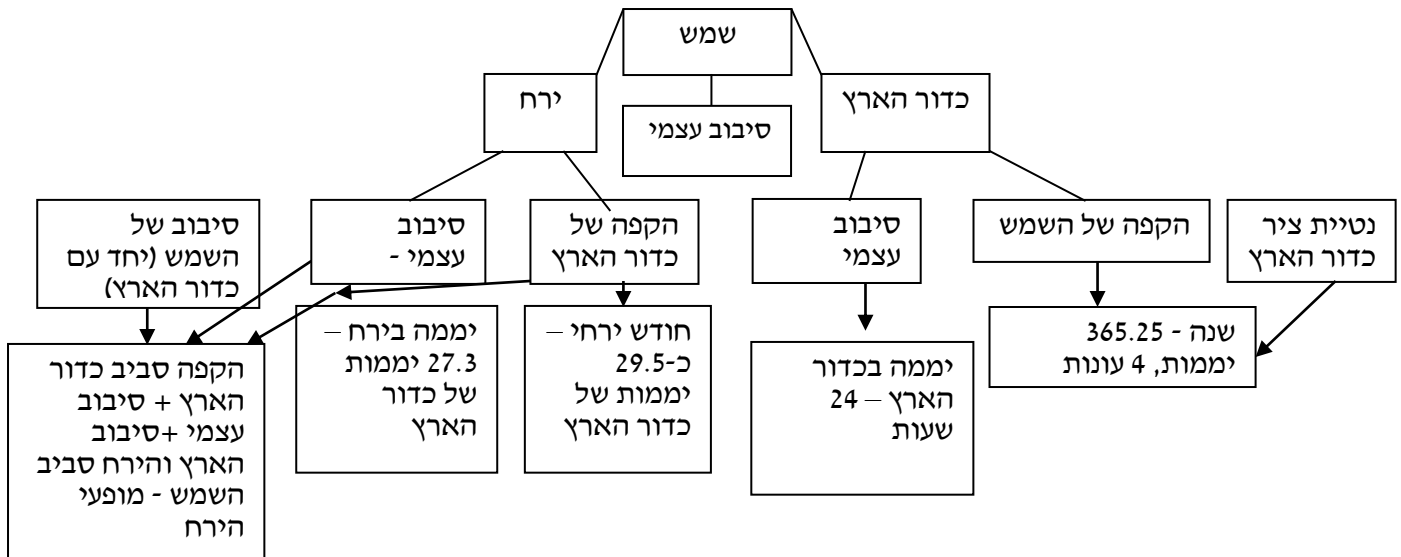 שמש
כדור הארץ
סיבוב עצמי
ירח
נטיית ציר
כדור הארץ
הקפה של השמש
סיבוב
עצמי
הקפה של
כדור הארץ
סיבוב
עצמי -
סיבוב של
השמש (יחד עם
כדור הארץ)
שנה - 365.25
יממות, 4 עונות
יממה בכדור
הארץ – 24
שעות
חודש ירחי –
כ-29.5
יממות של
כדור הארץ
יממה בירח –
27.3 יממות
של כדור
הארץ
הקפה סביב כדור
הארץ + סיבוב
עצמי +סיבוב
הארץ והירח סביב
השמש - מופעי
הירח